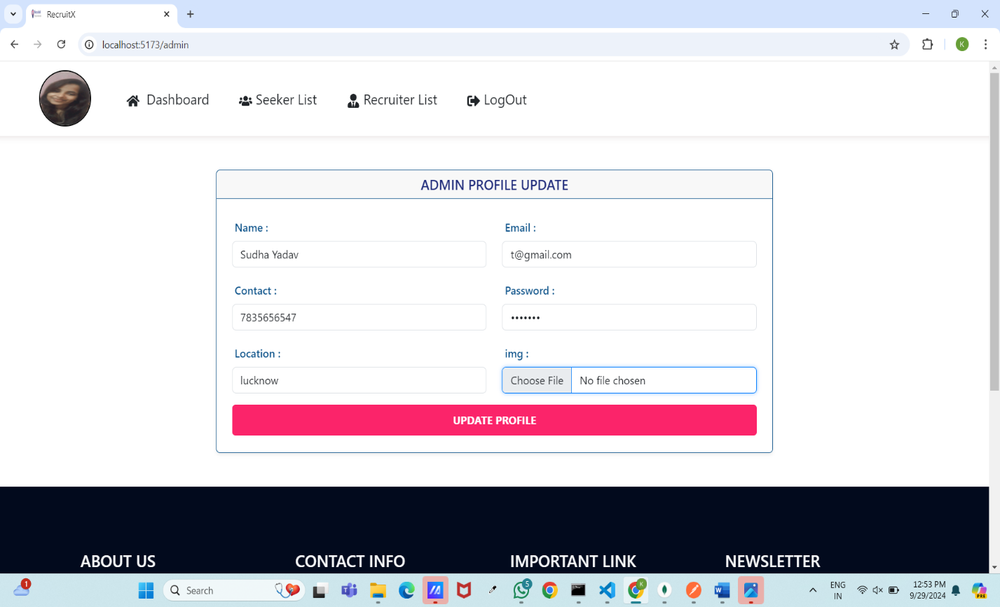 RecruitX
localhost:5173/admin
K
Dashboard
Seeker List
Recruiter List
LogOut
ADMIN PROFILE UPDATE
Name :
Email :
Sudha Yadav
t@gmail.com
Contact :
Password :
7835656547
•••••••
Location :
img :
lucknow
Choose File
No file chosen
UPDATE PROFILE
ABOUT US
CONTACT INFO
IMPORTANT LINK
NEWSLETTER
1
Search
5
K
ENG
IN
12:53 PM
9/29/2024
PRE